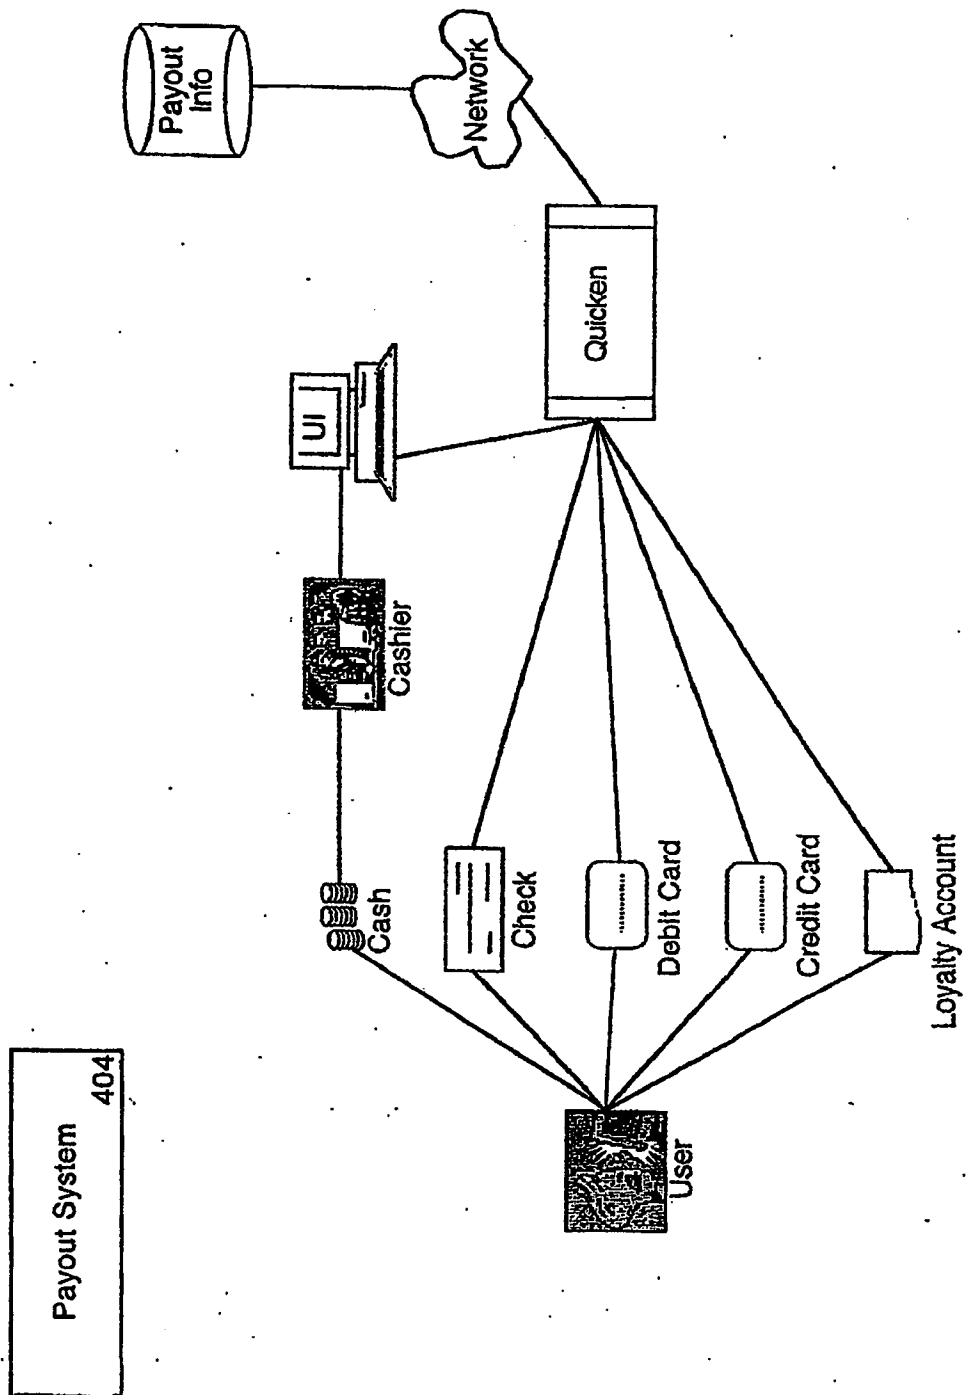 Payout System
404
User
Cash
Check
Debit Card
Credit Card
Loyalty Account
Cashier
UI
Quicken
Network
Payout
Info